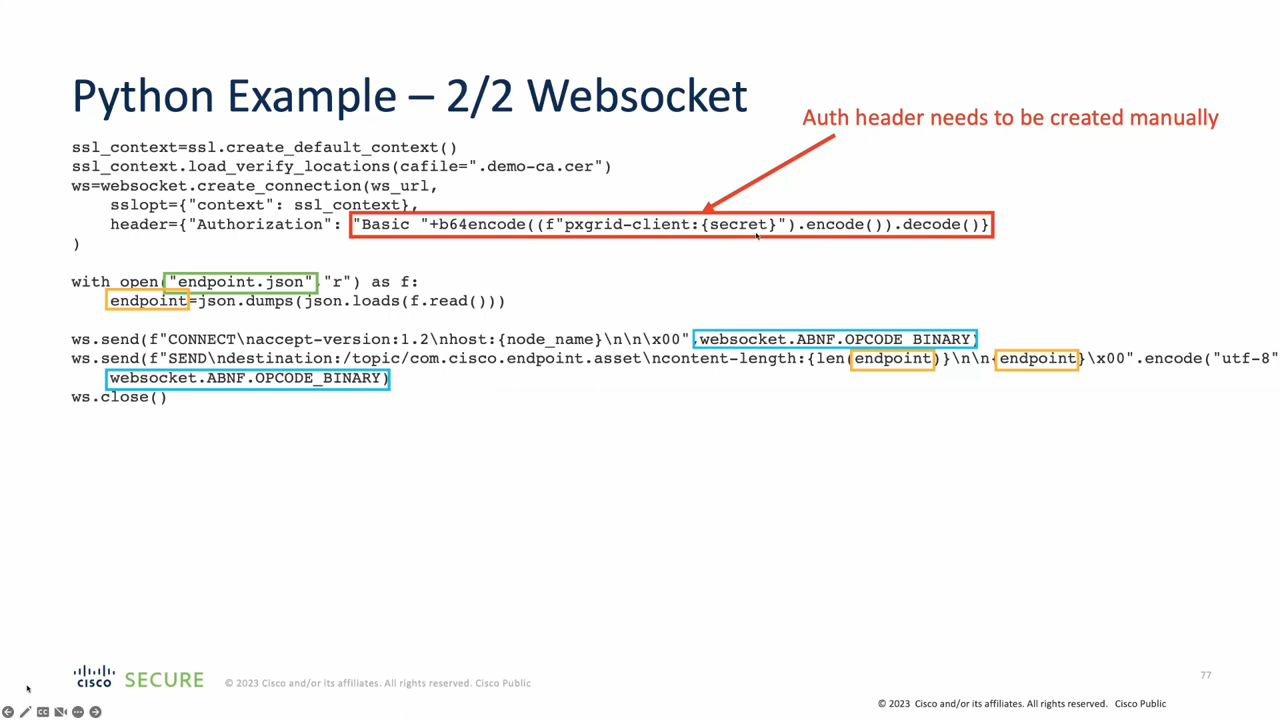 Python Example – 2/2 Websocket
Auth header needs to be created manually
ssl_context=ssl.create_default_context()
ssl_context.load_verify_locations(cafile=".demo-ca.cer")
ws=websocket.create_connection(ws_url,
sslopt={"context": ssl_context},
header={"Authorization": "Basic "+b64encode((f"pxgrid-client:{secret}").encode()).decode()}
)
with open("endpoint.json","r") as f:
endpoint=json.dumps(json.loads(f.read()))
ws.send(f"CONNECT\naccept-version:1.2\nhost:{node_name}\n\n\x00",websocket.ABNF.OPCODE_BINARY)
ws.send(f"SEND\ndestination:/topic/com.cisco.endpoint.asset\ncontent-length:{len(endpoint)}\n\n{endpoint}\x00".encode("utf-8"
websocket.ABNF.OPCODE_BINARY)
ws.close()
CISCO SECURE © 2023 Cisco and/or its affiliates. All rights reserved. Cisco Public
77
© 2023 Cisco and/or its affiliates. All rights reserved. Cisco Public